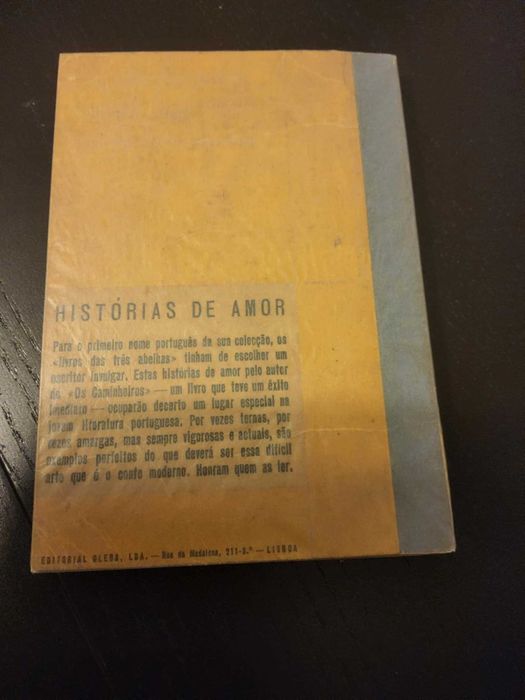 HISTÓRIAS DE AMOR
Para o primeiro nome português da sua colecção, os
«livros das três abelhas» tinham de escolher um
escritor invulgar. Estas histórias de amor pelo autor
de «Os Caminheiros» — um livro que teve um êxito
imediato — ocuparão decerto um lugar especial na
jovem literatura portuguesa. Por vezes ternas, por
vezes amargas, mas sempre vigorosas e actuais, são
exemplos perfeitos do que deverá ser essa difícil
arte que é o conto moderno. Honram quem as ler.
EDITORIAL GLEBA, LDA. — Rua da Madalena, 211-3.º — LISBOA